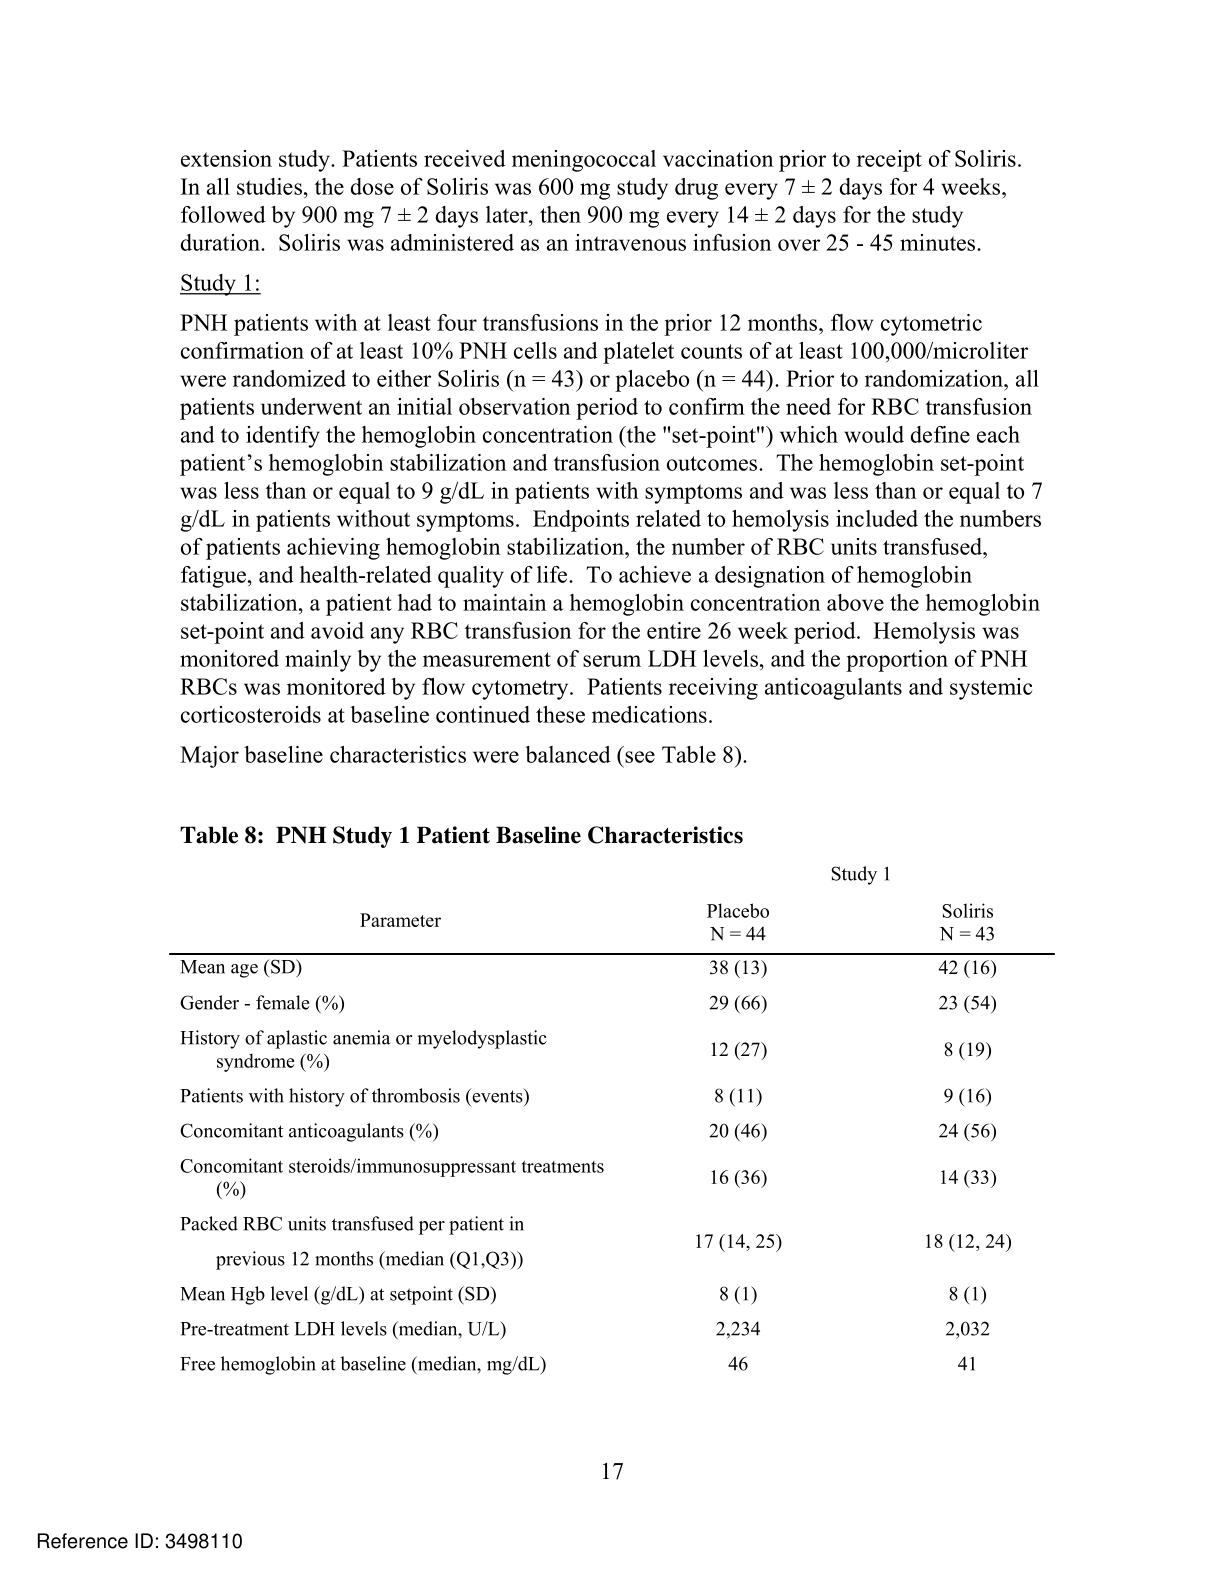 extension study. Patients received meningococcal vaccination prior to receipt of Soliris.
In all studies, the dose of Soliris was 600 mg study drug every 7 ± 2 days for 4 weeks,
followed by 900 mg 7 ± 2 days later, then 900 mg every 14 ± 2 days for the study
duration.  Soliris was administered as an intravenous infusion over 25 - 45 minutes.
Study 1:
PNH patients with at least four transfusions in the prior 12 months, flow cytometric
confirmation of at least 10% PNH cells and platelet counts of at least 100,000/microliter
were randomized to either Soliris (n = 43) or placebo (n = 44). Prior to randomization, all
patients underwent an initial observation period to confirm the need for RBC transfusion
and to identify the hemoglobin concentration (the "set-point") which would define each
patient’s hemoglobin stabilization and transfusion outcomes.  The hemoglobin set-point
was less than or equal to 9 g/dL in patients with symptoms and was less than or equal to 7
g/dL in patients without symptoms.  Endpoints related to hemolysis included the numbers
of patients achieving hemoglobin stabilization, the number of RBC units transfused,
fatigue, and health-related quality of life.  To achieve a designation of hemoglobin
stabilization, a patient had to maintain a hemoglobin concentration above the hemoglobin
set-point and avoid any RBC transfusion for the entire 26 week period.  Hemolysis was
monitored mainly by the measurement of serum LDH levels, and the proportion of PNH
RBCs was monitored by flow cytometry.  Patients receiving anticoagulants and systemic
corticosteroids at baseline continued these medications.
Major baseline characteristics were balanced (see Table 8).
Table 8:  PNH Study 1 Patient Baseline Characteristics
Study 1
Parameter Placebo N = 44 Soliris N = 43
Mean age (SD) 38 (13) 42 (16)
Gender - female (%) 29 (66) 23 (54)
History of aplastic anemia or myelodysplastic
syndrome (%) 12 (27) 8 (19)
Patients with history of thrombosis (events) 8 (11) 9 (16)
Concomitant anticoagulants (%) 20 (46) 24 (56)
Concomitant steroids/immunosuppressant treatments
(%) 16 (36) 14 (33)
Packed RBC units transfused per patient in
previous 12 months (median (Q1,Q3)) 17 (14, 25) 18 (12, 24)
Mean Hgb level (g/dL) at setpoint (SD) 8 (1) 8 (1)
Pre-treatment LDH levels (median, U/L) 2,234 2,032
Free hemoglobin at baseline (median, mg/dL) 46 41
17
Reference ID: 3498110